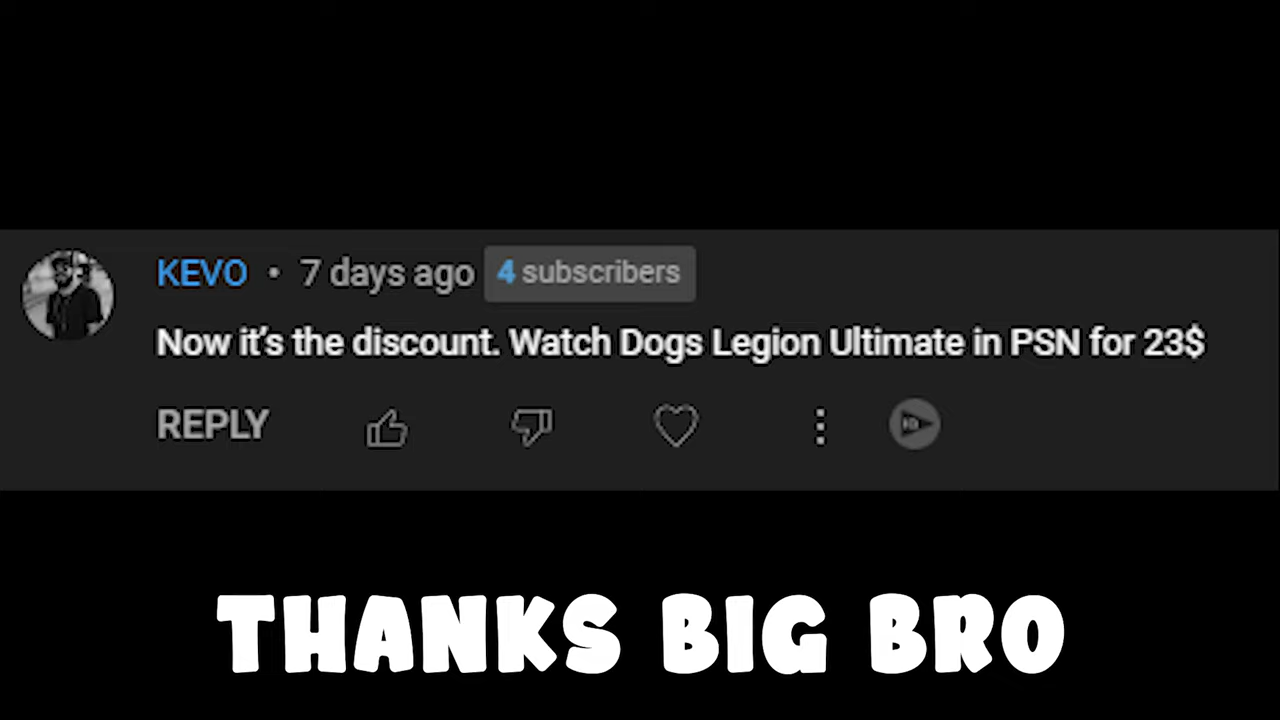 KEVO • 7 days ago 4 subscribers
Now it's the discount. Watch Dogs Legion Ultimate in PSN for 23$
REPLY
THANKS BIG BRO